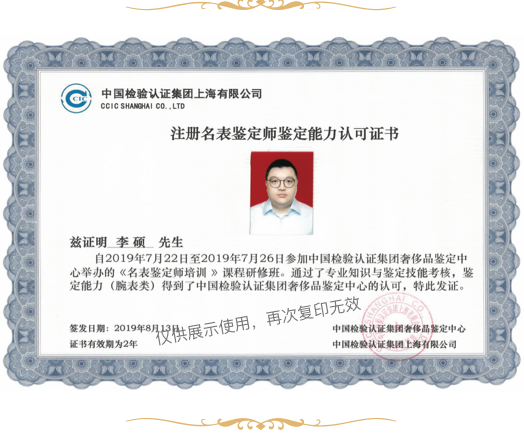 中国检验认证集团上海有限公司
CCIC SHANGHAI CO.,LTD
注册名表鉴定师鉴定能力认可证书
兹证明 李硕 先生
自2019年7月22日至2019年7月26日参加中国检验认证集团奢侈品鉴定中
心举办的《名表鉴定师培训 》课程研修班。通过了专业知识与鉴定技能考核，鉴
定能力（腕表类）得到了中国检验认证集团奢侈品鉴定中心的认可，特此发证。
签发日期：2019年8月13日
中国检验认证集团奢侈品鉴定中心
证书有效期为2年
中国检验认证集团上海有限公司
仅供展示使用，再次复印无效